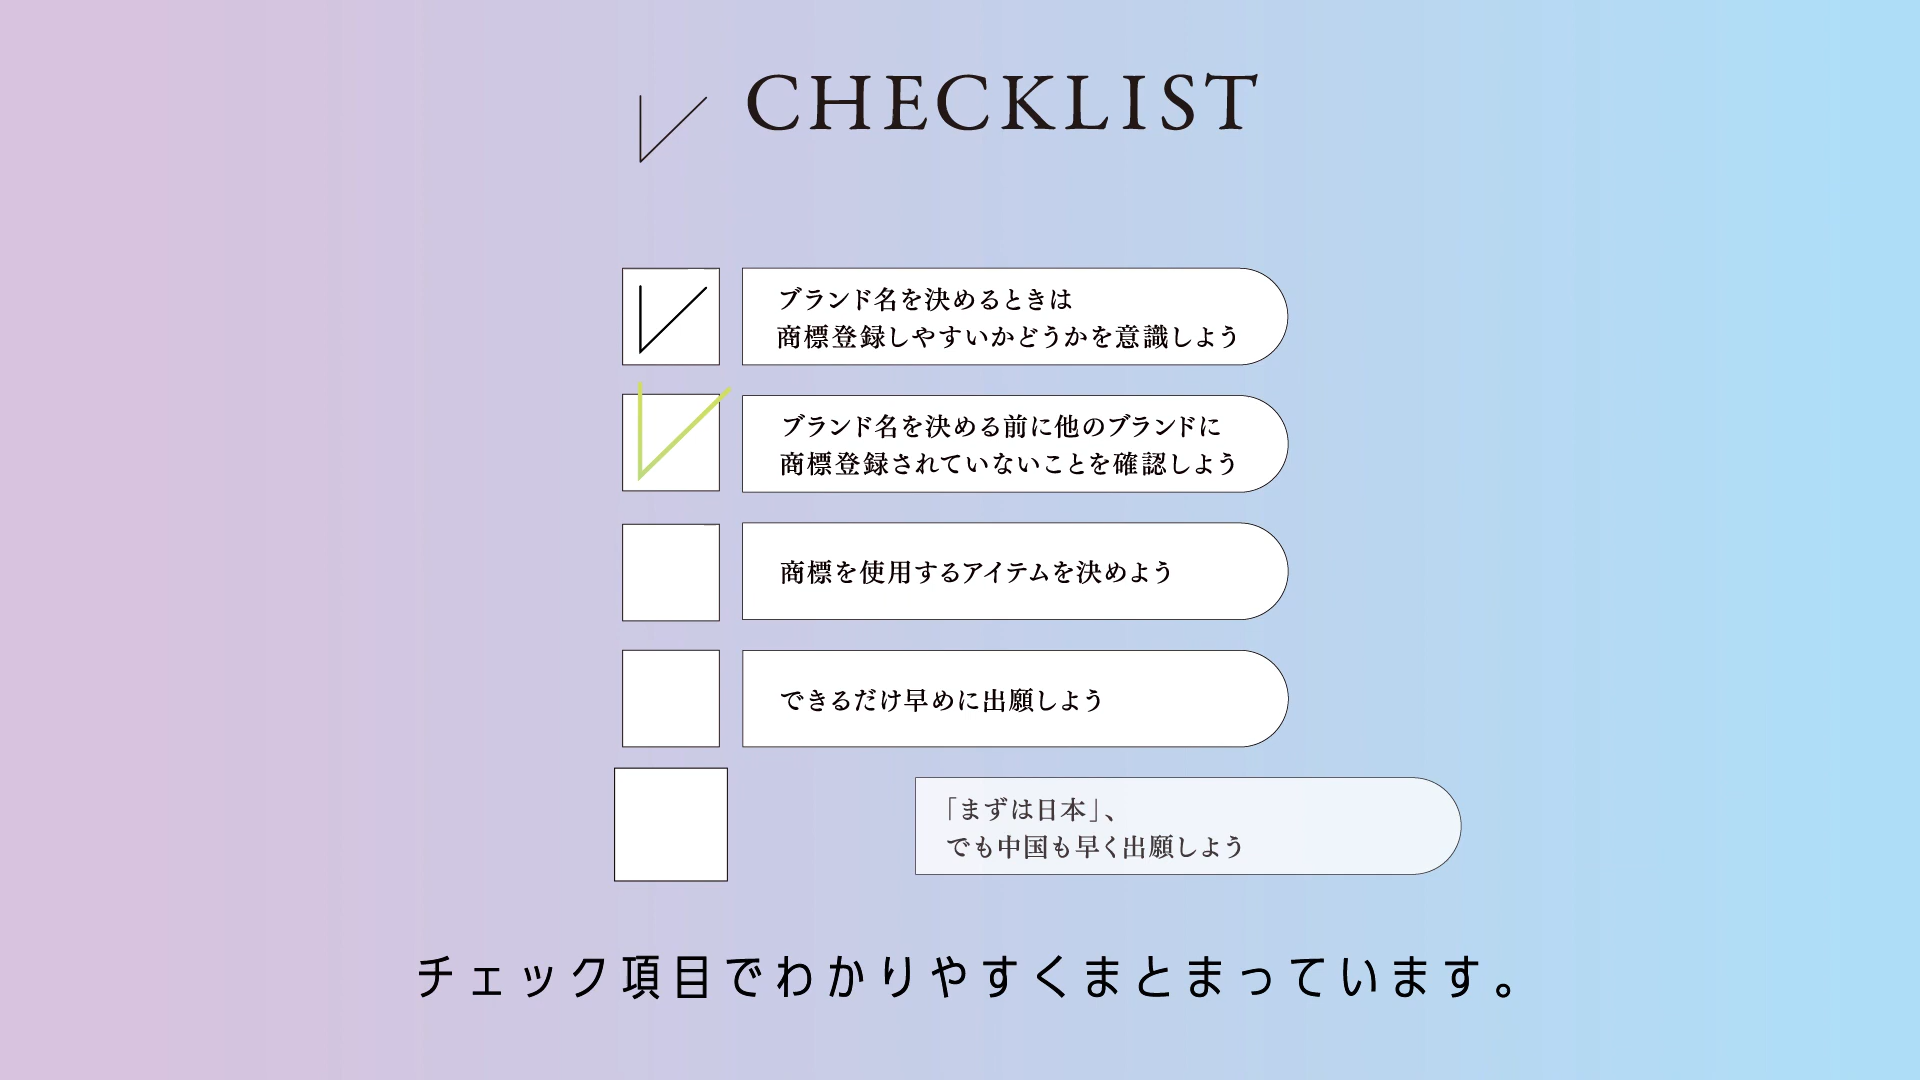 CHECKLIST
ブランド名を決めるときは
商標登録しやすいかどうかを意識しよう
ブランド名を決める前に他のブランドに
商標登録されていないことを確認しよう
商標を使用するアイテムを決めよう
できるだけ早めに出願しよう
「まずは日本」、
でも中国も早く出願しよう
チェック項目でわかりやすくまとまっています。